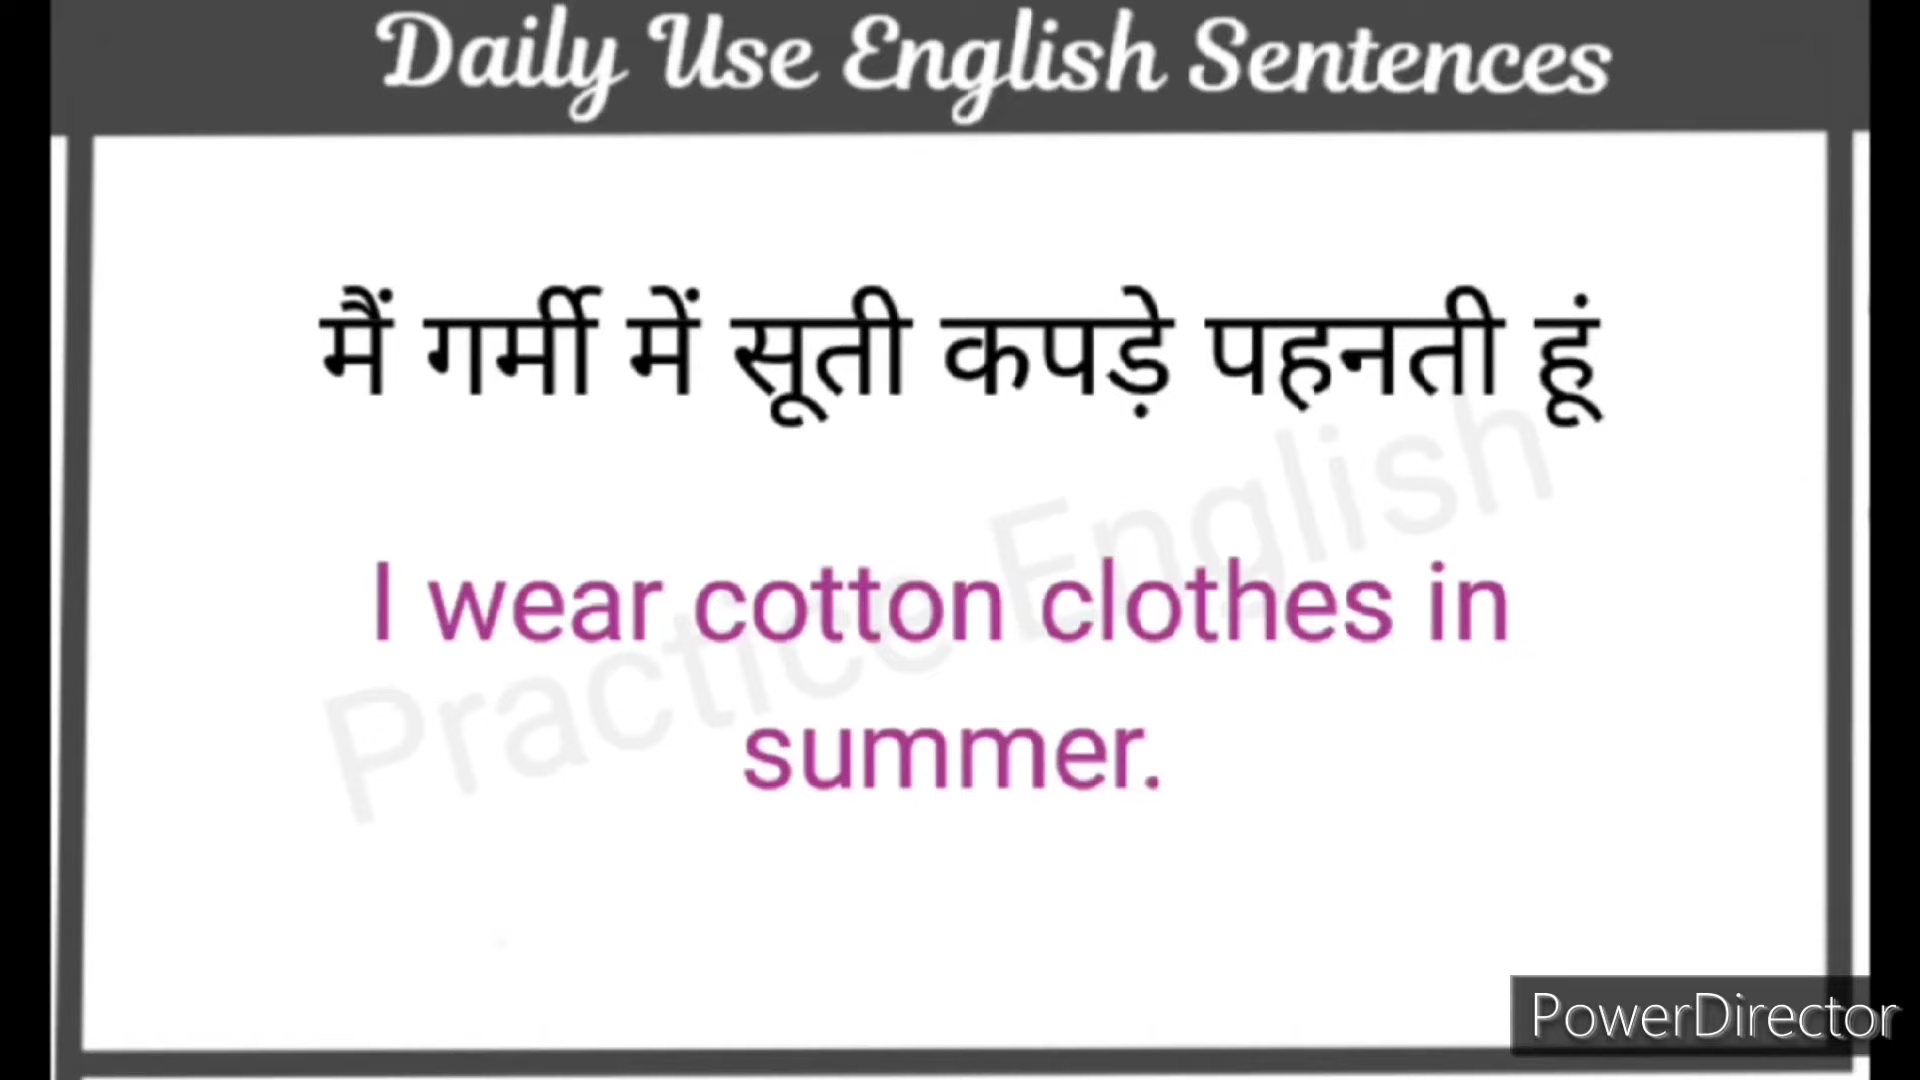 Daily Use English Sentences
मैं गर्मी में सूती कपड़े पहनती हूं
I wear cotton clothes in
summer.
Practice English
PowerDirector